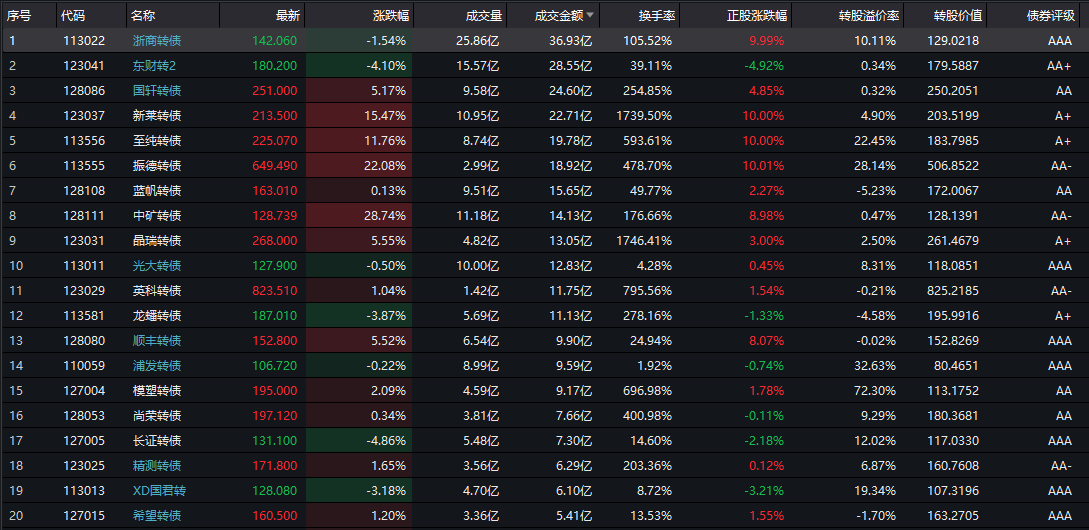 序号 代码 名称 最新 涨跌幅 成交量 成交金额 换手率 正股涨跌幅 转股溢价率 转股价值 债券评级
1 113022 浙商转债 142.060 -1.54% 25.86亿 36.93亿 105.52% 9.99% 10.11% 129.0218 AAA
2 123041 东财转2 180.200 -4.10% 15.57亿 28.55亿 39.11% -4.92% 0.34% 179.5887 AA+
3 128086 国轩转债 251.000 5.17% 9.58亿 24.60亿 254.85% 4.85% 0.32% 250.2051 AA
4 123037 新莱转债 213.500 15.47% 10.95亿 22.71亿 1739.50% 10.00% 4.90% 203.5199 A+
5 113556 至纯转债 225.070 11.76% 8.74亿 19.78亿 593.61% 10.00% 22.45% 183.7985 A+
6 113555 振德转债 649.490 22.08% 2.99亿 18.92亿 478.70% 10.01% 28.14% 506.8522 AA-
7 128108 蓝帆转债 163.010 0.13% 9.51亿 15.65亿 49.77% 2.27% -5.23% 172.0067 AA
8 128111 中矿转债 128.739 28.74% 11.18亿 14.13亿 176.66% 8.98% 0.47% 128.1391 AA-
9 123031 晶瑞转债 268.000 5.55% 4.82亿 13.05亿 1746.41% 3.00% 2.50% 261.4679 A+
10 113011 光大转债 127.900 -0.50% 10.00亿 12.83亿 4.28% 0.45% 8.31% 118.0851 AAA
11 123029 英科转债 823.510 1.04% 1.42亿 11.75亿 795.56% 1.54% -0.21% 825.2185 AA-
12 113581 龙蟠转债 187.010 -3.87% 5.69亿 11.13亿 278.16% -1.33% -4.58% 195.9916 A+
13 128080 顺丰转债 152.800 5.52% 6.54亿 9.90亿 24.94% 8.07% -0.02% 152.8269 AAA
14 110059 浦发转债 106.720 -0.22% 8.99亿 9.59亿 1.92% -0.74% 32.63% 80.4651 AAA
15 127004 模塑转债 195.000 2.09% 4.59亿 9.17亿 696.98% 1.78% 72.30% 113.1752 AA
16 128053 尚荣转债 197.120 0.34% 3.81亿 7.66亿 400.98% -0.11% 9.29% 180.3681 AA
17 127005 长证转债 131.100 -4.86% 5.48亿 7.30亿 14.60% -2.18% 12.02% 117.0330 AAA
18 123025 精测转债 171.800 1.65% 3.56亿 6.29亿 203.36% 0.12% 6.87% 160.7608 AA-
19 113013 XD国君转 128.080 -3.18% 4.70亿 6.10亿 8.72% -3.21% 19.34% 107.3196 AAA
20 127015 希望转债 160.500 1.20% 3.36亿 5.41亿 13.53% 1.55% -1.70% 163.2705 AAA